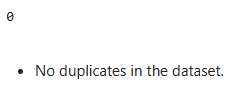 0
• No duplicates in the dataset.